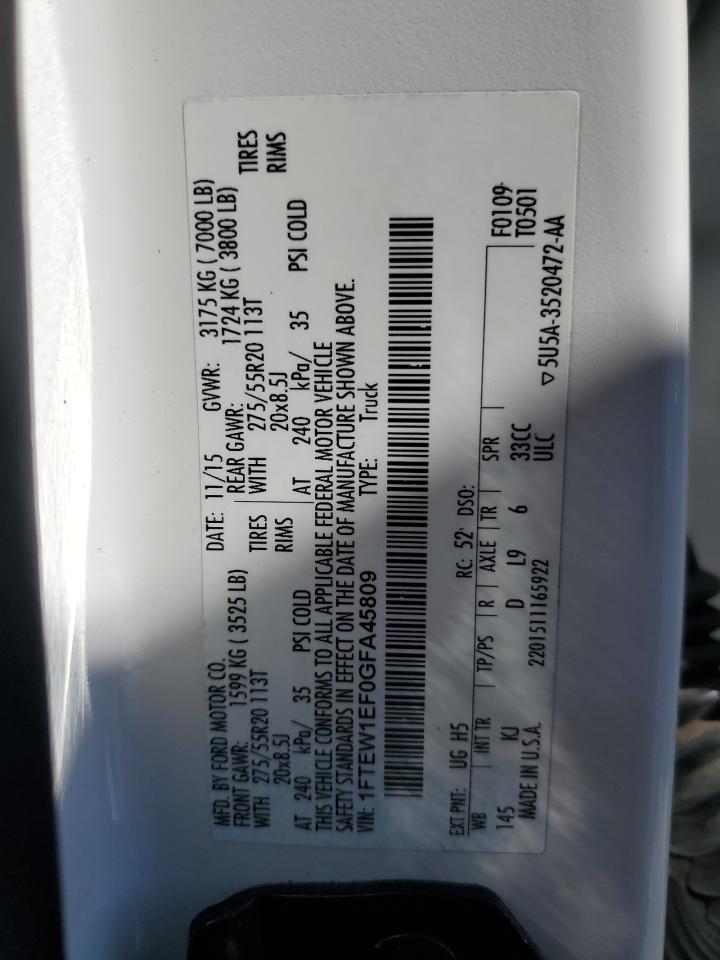 MFD. BY FORD MOTOR CO. DATE: 11/15 GVWR: 3175 KG ( 7000 LB)
FRONT GAWR: 1599 KG ( 3525 LB) REAR GAWR: 1724 KG ( 3800 LB)
WITH 275/55R20 113T TIRES WITH 275/55R20 113T TIRES
20x8.5J RIMS 20x8.5J RIMS
AT 240 kPa/ 35 PSI COLD AT 240 kPa/ 35 PSI COLD
THIS VEHICLE CONFORMS TO ALL APPLICABLE FEDERAL MOTOR VEHICLE
SAFETY STANDARDS IN EFFECT ON THE DATE OF MANUFACTURE SHOWN ABOVE.
VIN: 1FTEW1EF0GFA45809 TYPE: Truck
EXT PNT: UG H5 RC: 52 DSO:
WB INT TR TP/PS R AXLE TR SPR F0109
145 KJ D L9 6 33CC T0501
MADE IN U.S.A. 2201511165922 ULC
▽ 5U5A-3520472-AA